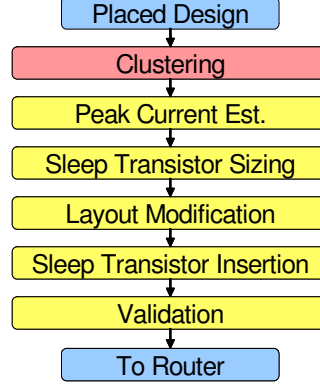 Placed Design
Clustering
Peak Current Est.
Sleep Transistor Sizing
Layout Modification
Sleep Transistor Insertion
Validation
To Router